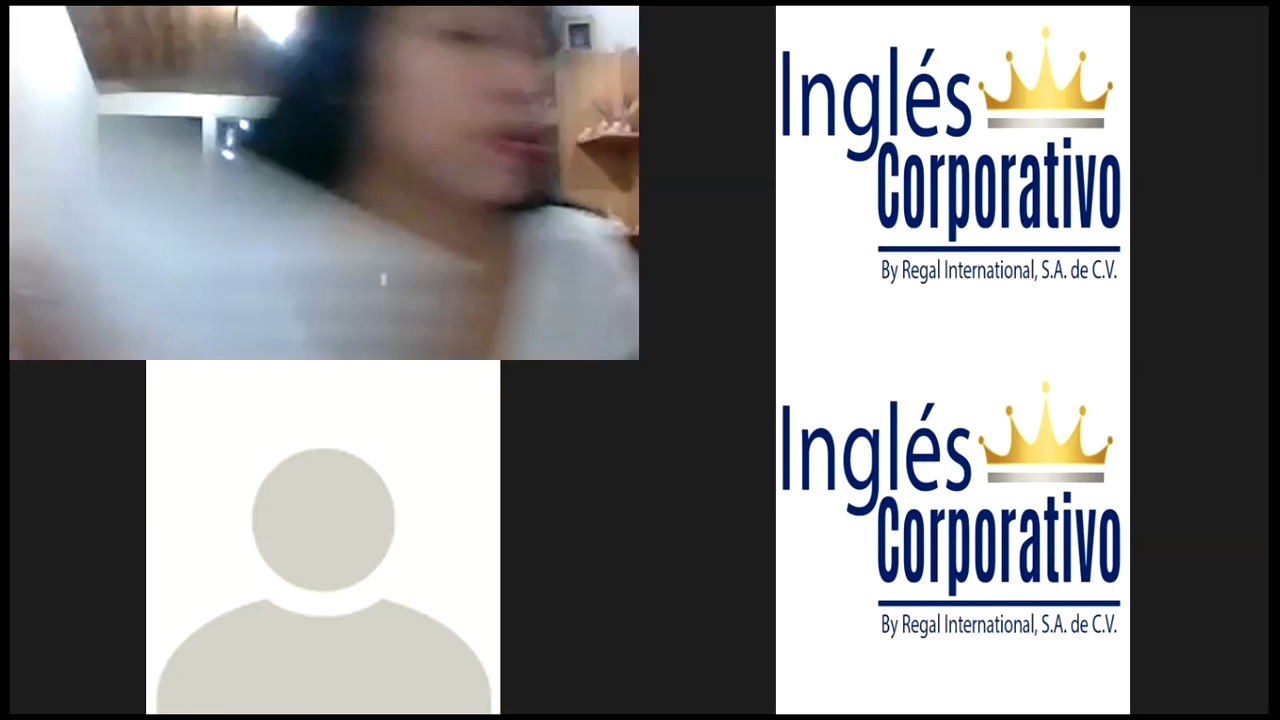 Inglés
Corporativo
By Regal International, S.A. de C.V.
Inglés
Corporativo
By Regal International, S.A. de C.V.